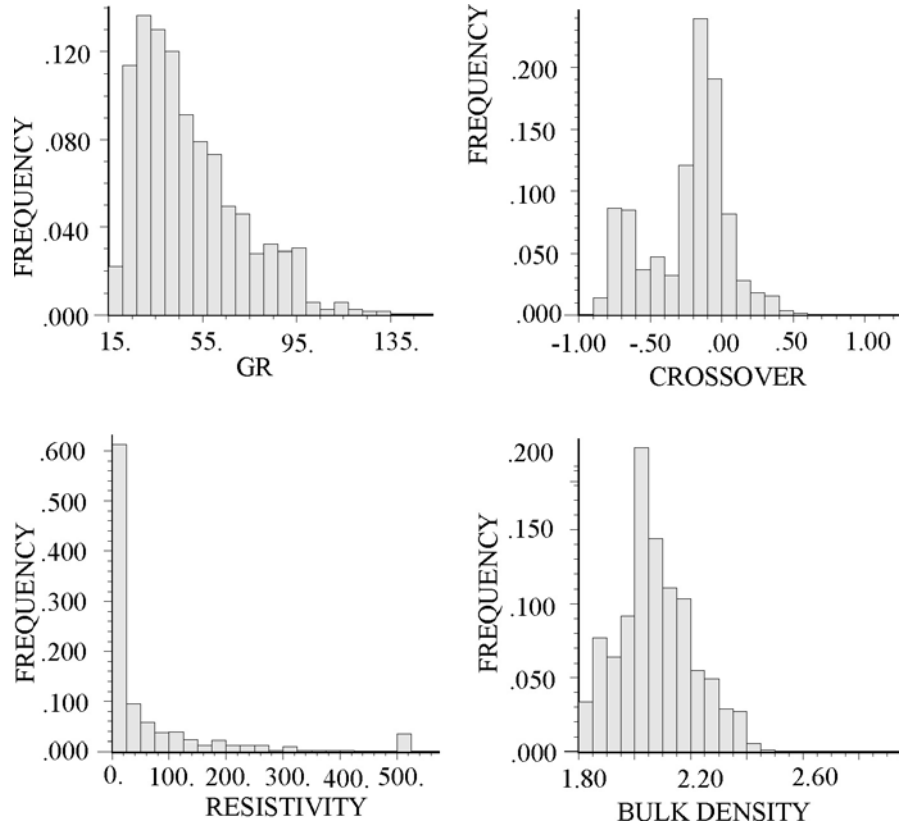 FREQUENCY
.120
.080
.040
.000
15. 55. 95. 135.
GR
FREQUENCY
.200
.150
.100
.050
.000
-1.00 -.50 .00 .50 1.00
CROSSOVER
FREQUENCY
.600
.500
.400
.300
.200
.100
.000
0. 100. 200. 300. 400. 500.
RESISTIVITY
FREQUENCY
.200
.150
.100
.050
.000
1.80 2.20 2.60
BULK DENSITY